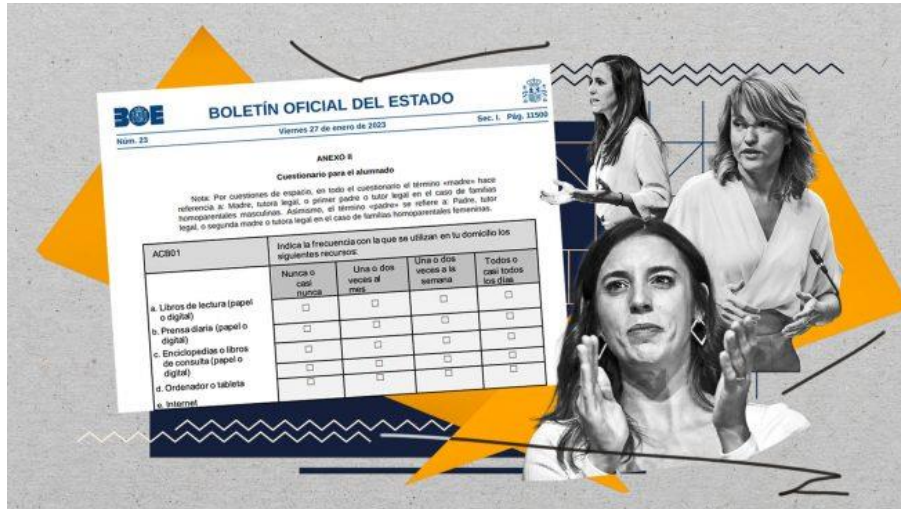 BOE
BOLETÍN OFICIAL DEL ESTADO
Núm. 23
Viernes 27 de enero de 2023
Sec. I. Pág. 11509
ANEXO II
Cuestionario para el alumnado
Nota: Por cuestiones de espacio, en todo el cuestionario el término «madre» hace
referencia a: Madre, tutora legal, o primer padre o tutor legal en el caso de familias
homoparentales masculinas. Asimismo, el término «padre» se refiere a: Padre, tutor
legal, o segunda madre o tutora legal en el caso de familias homoparentales femeninas.
ACB01
Indica la frecuencia con la que se utilizan en tu domicilio los
siguientes recursos:
Nunca o
casi
nunca
Una o dos
veces al
mes
Una o dos
veces a la
semana
Todos o
casi todos
los días
a. Libros de lectura (papel
o digital)
b. Prensa diaria (papel o
digital)
c. Enciclopedias o libros
de consulta (papel o
digital)
d. Ordenador o tableta
e. Internet